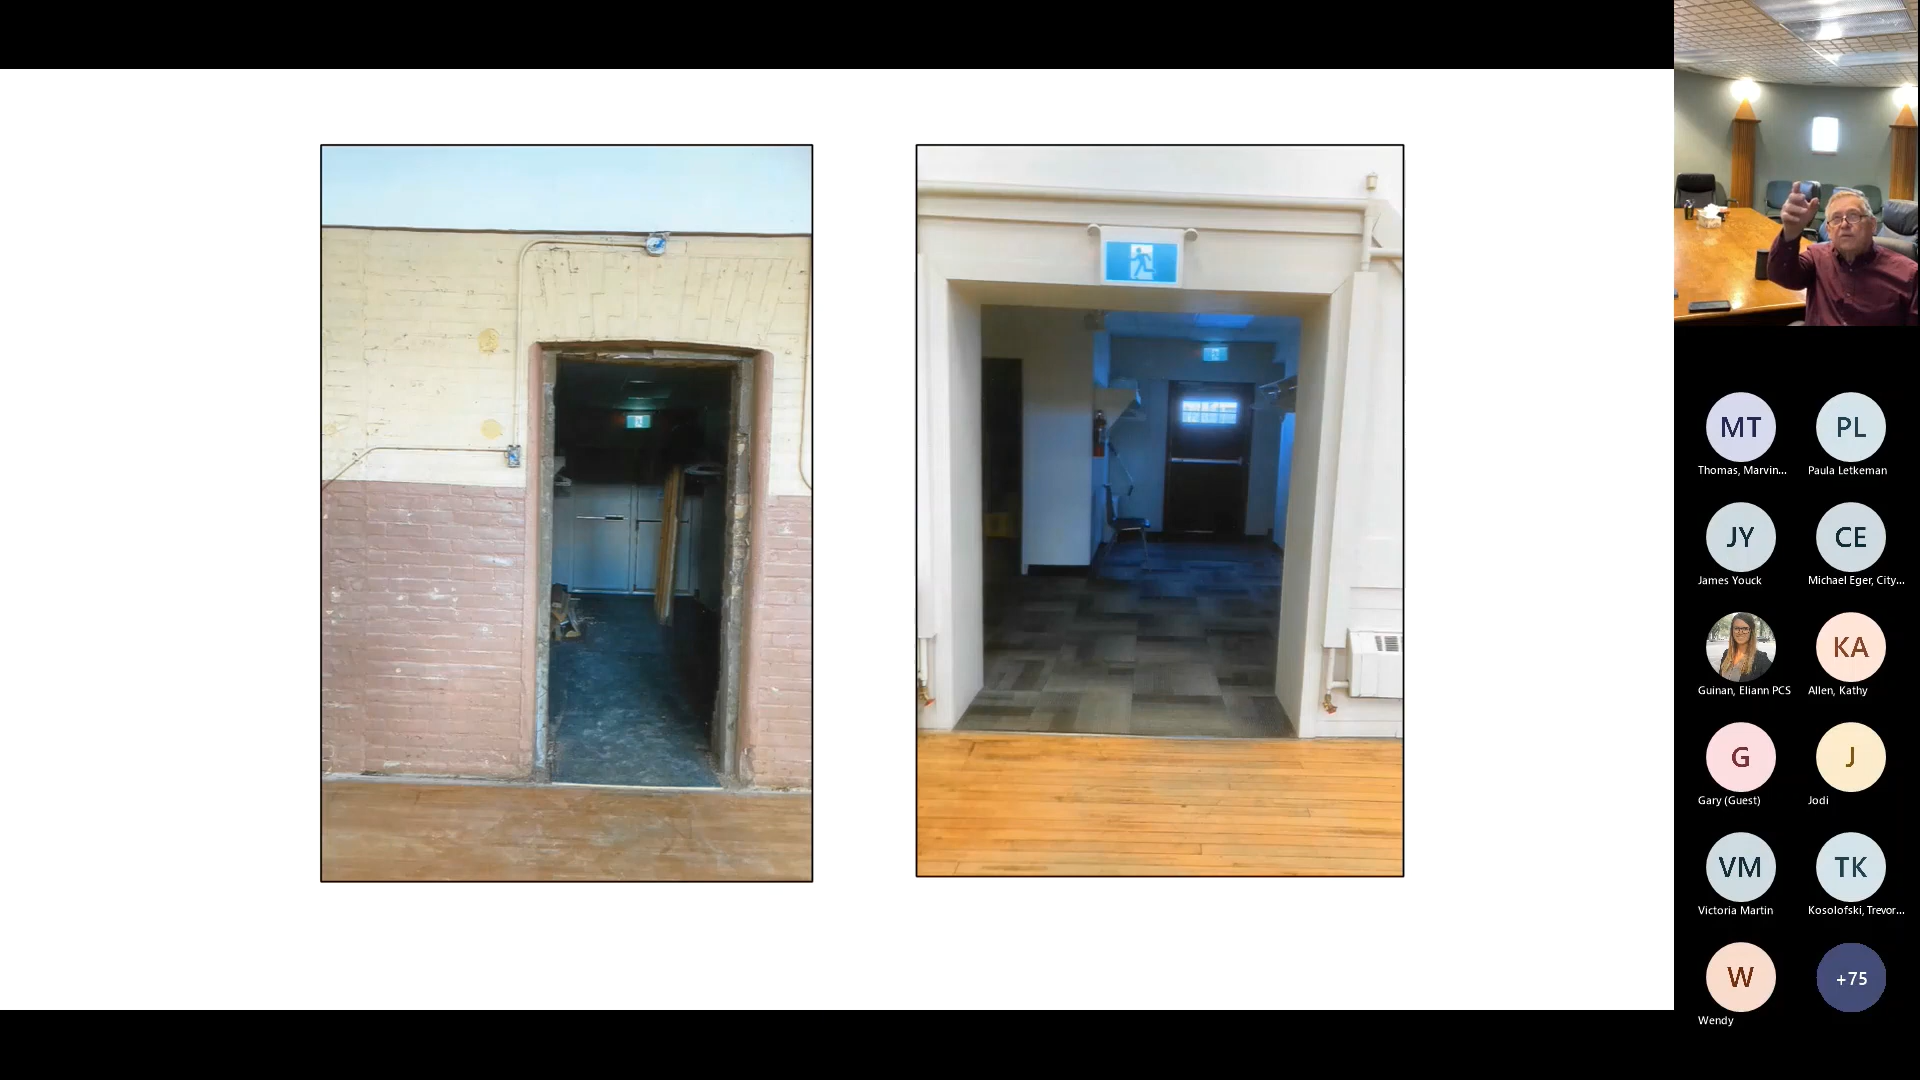 MT
PL
Thomas, Marvin...
Paula Letkeman
JY
CE
James Youck
Michael Eger, City...
KA
Guinan, Eliann PCS
Allen, Kathy
G
J
Gary (Guest)
Jodi
VM
TK
Victoria Martin
Kosolofski, Trevor...
W
+75
Wendy